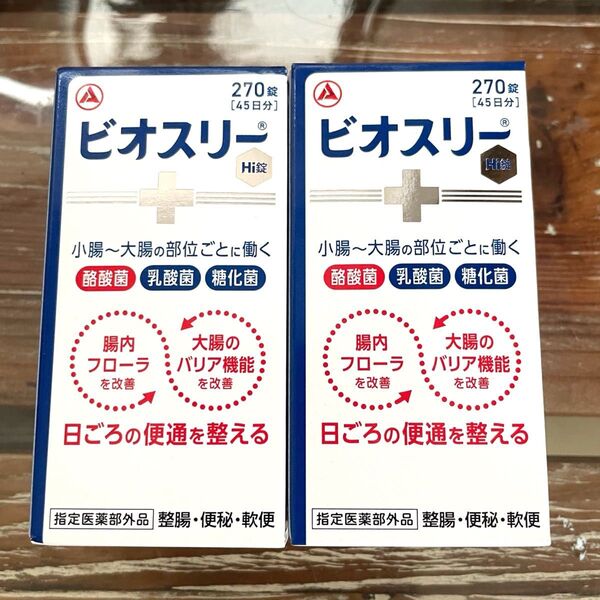 270錠
[45日分]
ビオスリー®
Hi錠
小腸～大腸の部位ごとに働く
酪酸菌 乳酸菌 糖化菌
腸内
フローラ
を改善
大腸の
バリア機能
を改善
日ごろの便通を整える
指定医薬部外品 整腸・便秘・軟便
270錠
[45日分]
ビオスリー®
Hi錠
小腸～大腸の部位ごとに働く
酪酸菌 乳酸菌 糖化菌
腸内
フローラ
を改善
大腸の
バリア機能
を改善
日ごろの便通を整える
指定医薬部外品 整腸・便秘・軟便